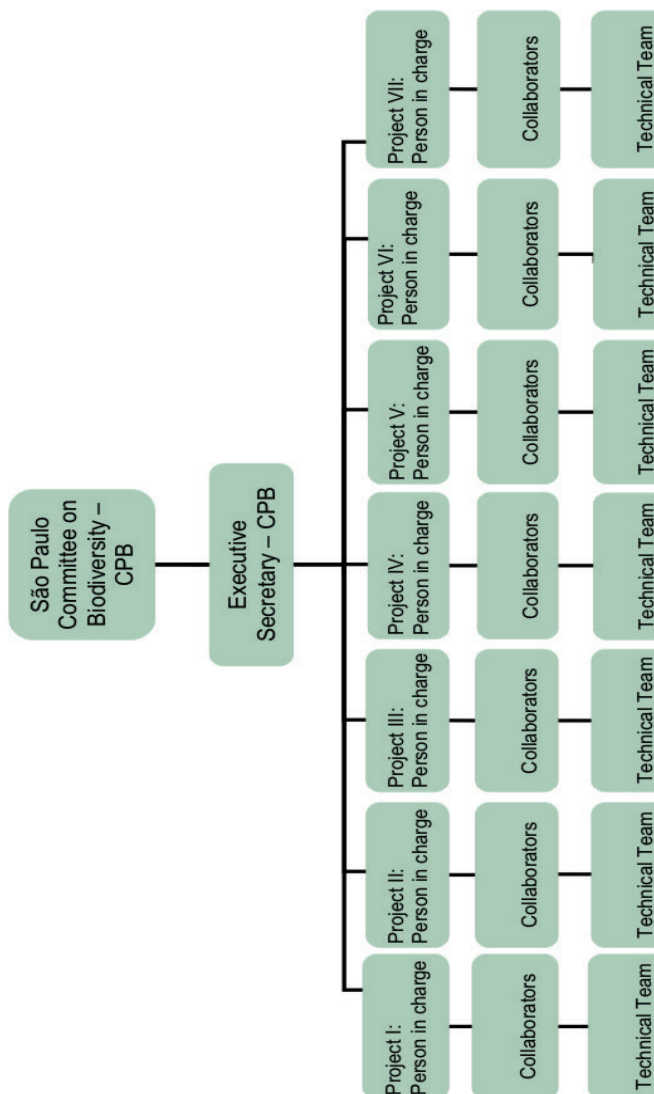 São Paulo
Committee on
Biodiversity –
CPB
Executive
Secretary – CPB
Project I:
Person in charge
Project II:
Person in charge
Project III:
Person in charge
Project IV:
Person in charge
Project V:
Person in charge
Project VI:
Person in charge
Project VII:
Person in charge
Collaborators
Collaborators
Collaborators
Collaborators
Collaborators
Collaborators
Collaborators
Technical Team
Technical Team
Technical Team
Technical Team
Technical Team
Technical Team
Technical Team